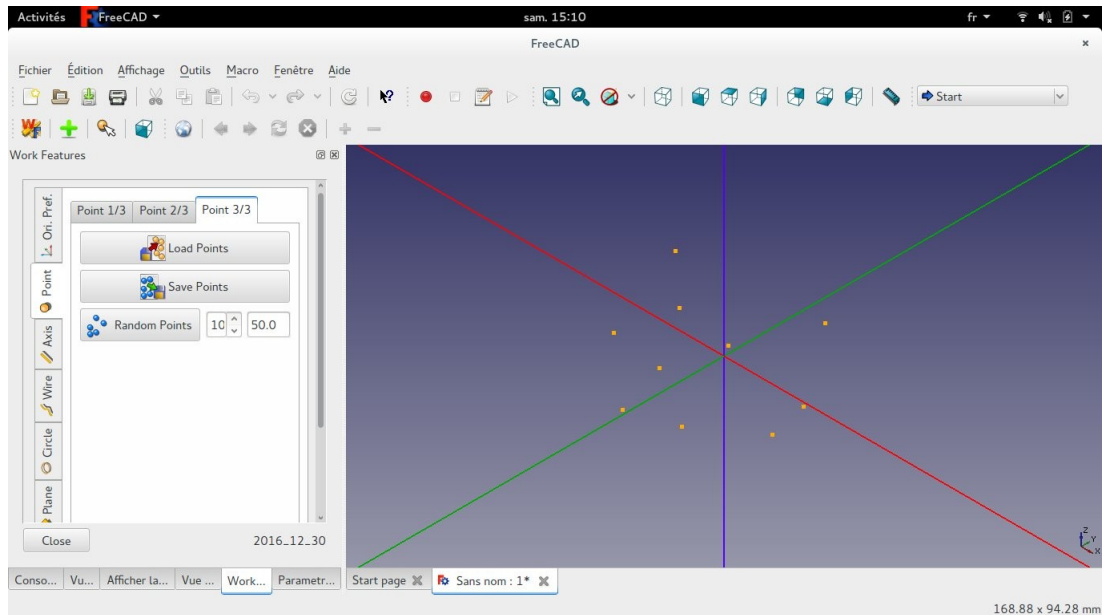 Activités FreeCAD sam. 15:10 fr
FreeCAD
Fichier Édition Affichage Outils Macro Fenêtre Aide
Start
Work Features
Ori. Pref.
Point
Axis
Wire
Circle
Plane
Point 1/3 Point 2/3 Point 3/3
Load Points
Save Points
Random Points 10 50.0
Close 2016_12_30
Z
Y
X
Conso... Vu... Afficher la... Vue ... Work... Parametr... Start page Sans nom : 1*
168.88 x 94.28 mm